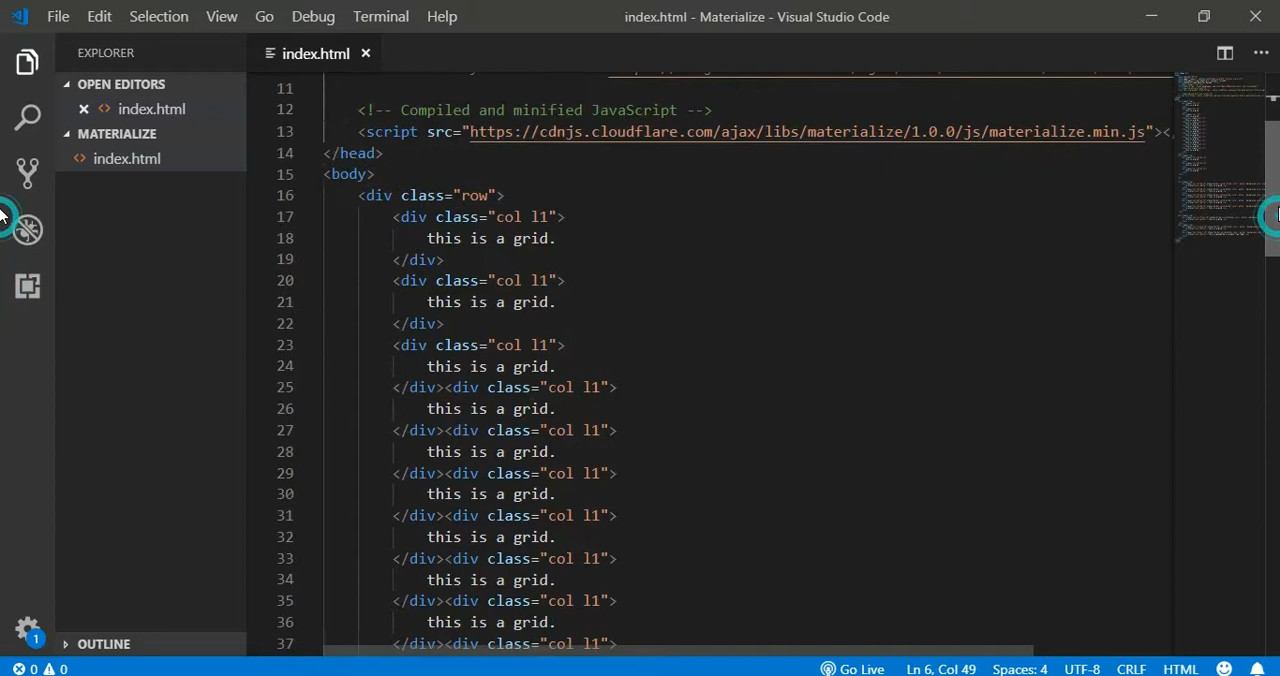 File Edit Selection View Go Debug Terminal Help index.html - Materialize - Visual Studio Code
EXPLORER
OPEN EDITORS
index.html
MATERIALIZE
index.html
OUTLINE
1
index.html
11
12 <!-- Compiled and minified JavaScript -->
13 <script src="https://cdnjs.cloudflare.com/ajax/libs/materialize/1.0.0/js/materialize.min.js"><
14 </head>
15 <body>
16 <div class="row">
17 <div class="col l1">
18 this is a grid.
19 </div>
20 <div class="col l1">
21 this is a grid.
22 </div>
23 <div class="col l1">
24 this is a grid.
25 </div><div class="col l1">
26 this is a grid.
27 </div><div class="col l1">
28 this is a grid.
29 </div><div class="col l1">
30 this is a grid.
31 </div><div class="col l1">
32 this is a grid.
33 </div><div class="col l1">
34 this is a grid.
35 </div><div class="col l1">
36 this is a grid.
37 </div><div class="col l1">
0 0 Go Live Ln 6, Col 49 Spaces: 4 UTF-8 CRLF HTML